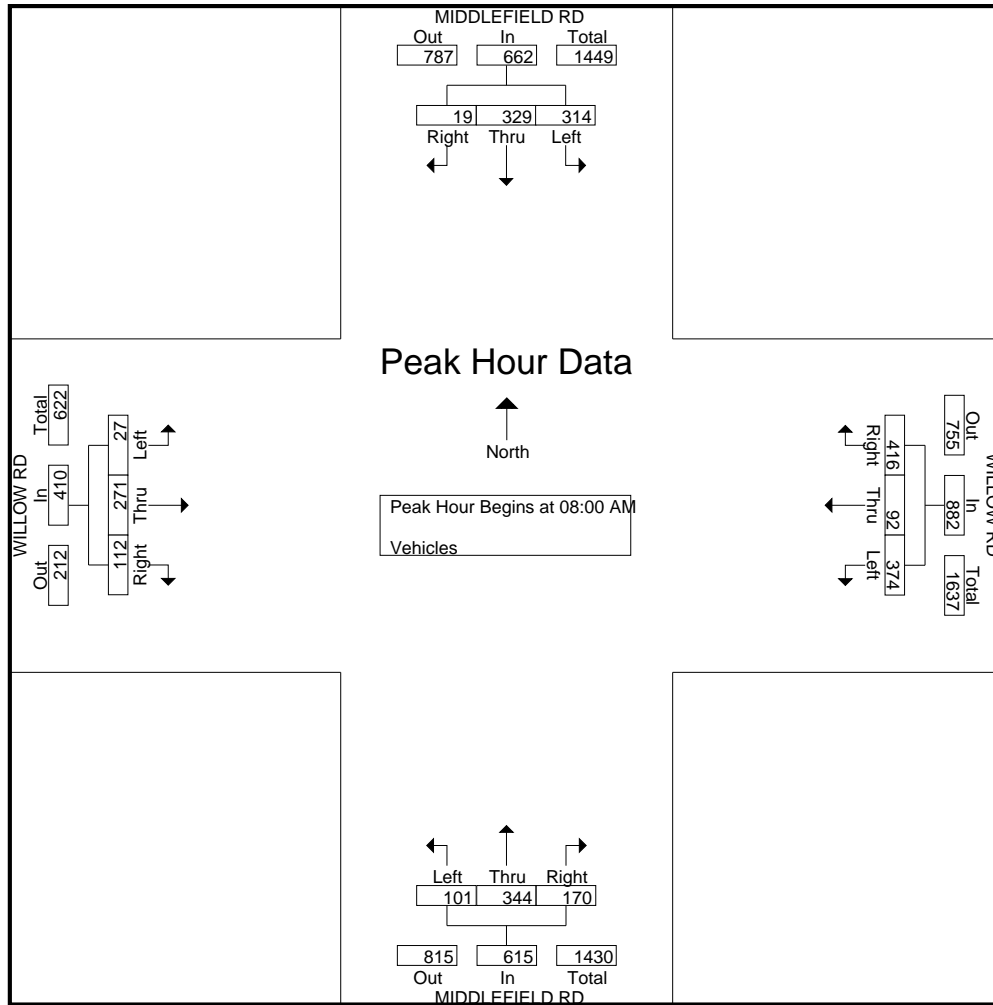 MIDDLEFIELD RD
Out In Total
787 662 1449
19 329 314
Right Thru Left
Peak Hour Data
North
Peak Hour Begins at 08:00 AM
Vehicles
WILLOW RD
Total In Out
622 410 212
27 271 112
Left Thru Right
WILLOW RD
Out In Total
755 882 1637
416 92 374
Right Thru Left
Left Thru Right
101 344 170
815 615 1430
Out In Total
MIDDLEFIELD RD